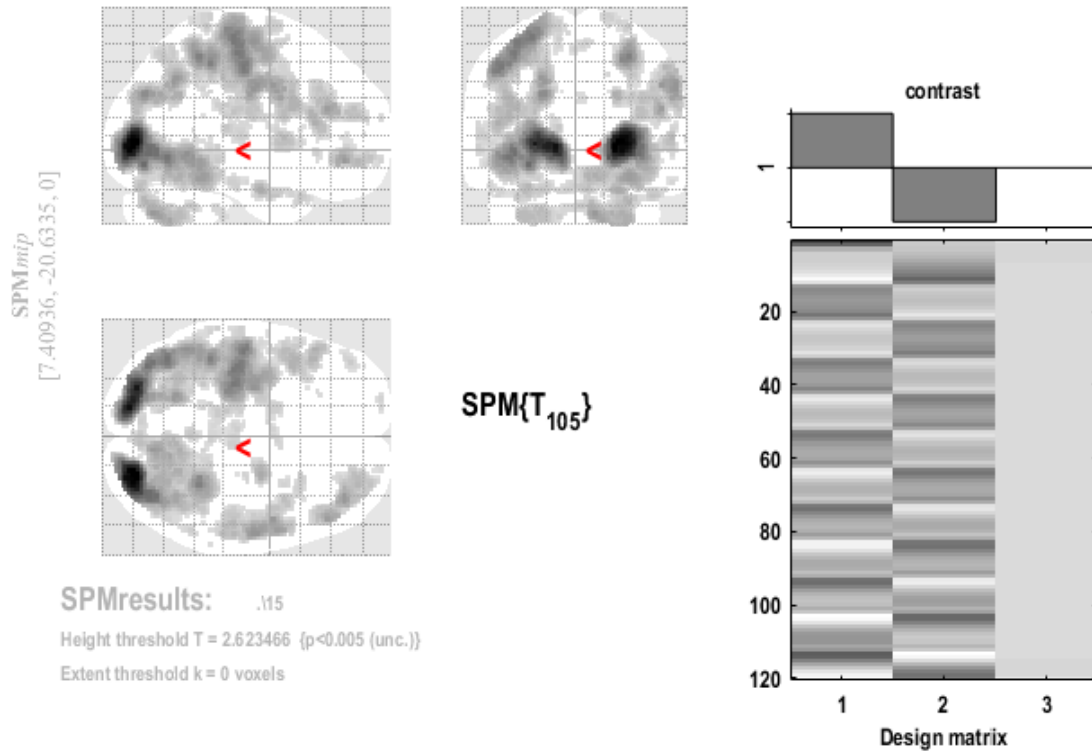 SPMmip
[7.40936, -20.6335, 0]
<
<
<
SPM{T105}
SPMresults: .\15
Height threshold T = 2.623466 {p<0.005 (unc.)}
Extent threshold k = 0 voxels
contrast
1
20
40
60
80
100
120
1 2 3
Design matrix